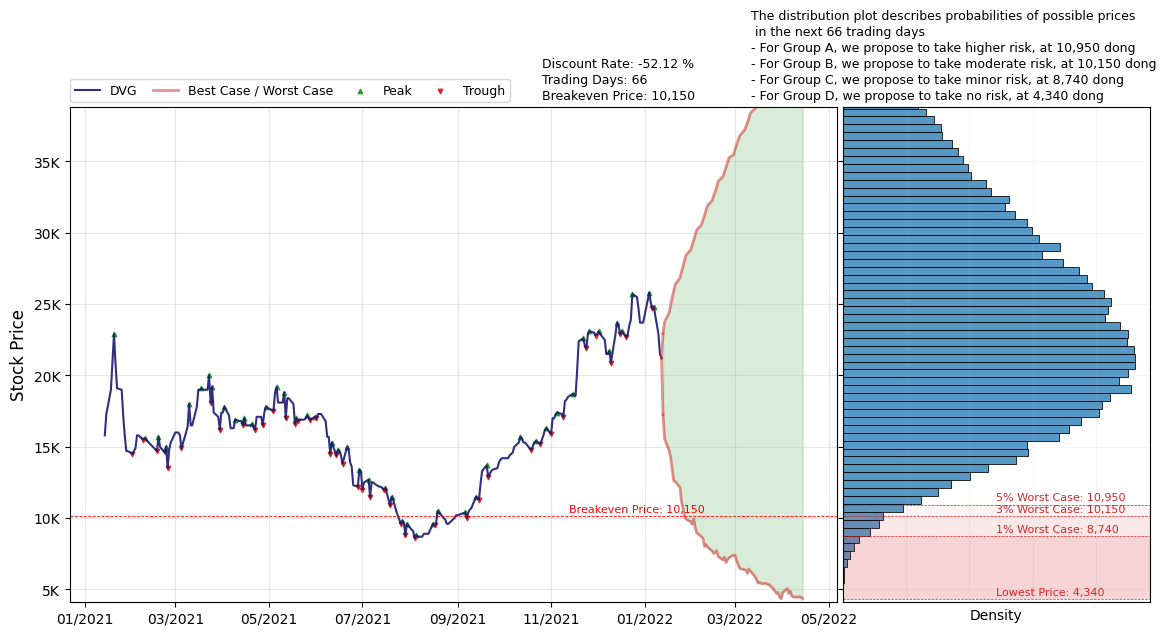 The distribution plot describes probabilities of possible prices
in the next 66 trading days
- For Group A, we propose to take higher risk, at 10,950 dong
- For Group B, we propose to take moderate risk, at 10,150 dong
- For Group C, we propose to take minor risk, at 8,740 dong
- For Group D, we propose to take no risk, at 4,340 dong
Discount Rate: -52.12 %
Trading Days: 66
Breakeven Price: 10,150
DVG
Best Case / Worst Case
Peak
Trough
Stock Price
35K
30K
25K
20K
15K
10K
5K
Breakeven Price: 10,150
5% Worst Case: 10,950
3% Worst Case: 10,150
1% Worst Case: 8,740
Lowest Price: 4,340
01/2021 03/2021 05/2021 07/2021 09/2021 11/2021 01/2022 03/2022 05/2022
Density